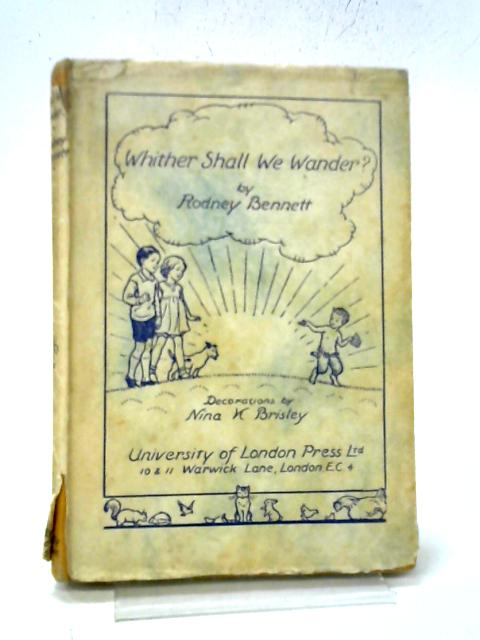 Whither Shall We Wander?
by
Rodney Bennett
Decorations by
Nina K Brisley
University of London Press Ltd
10 & 11 Warwick Lane, London E.C. 4